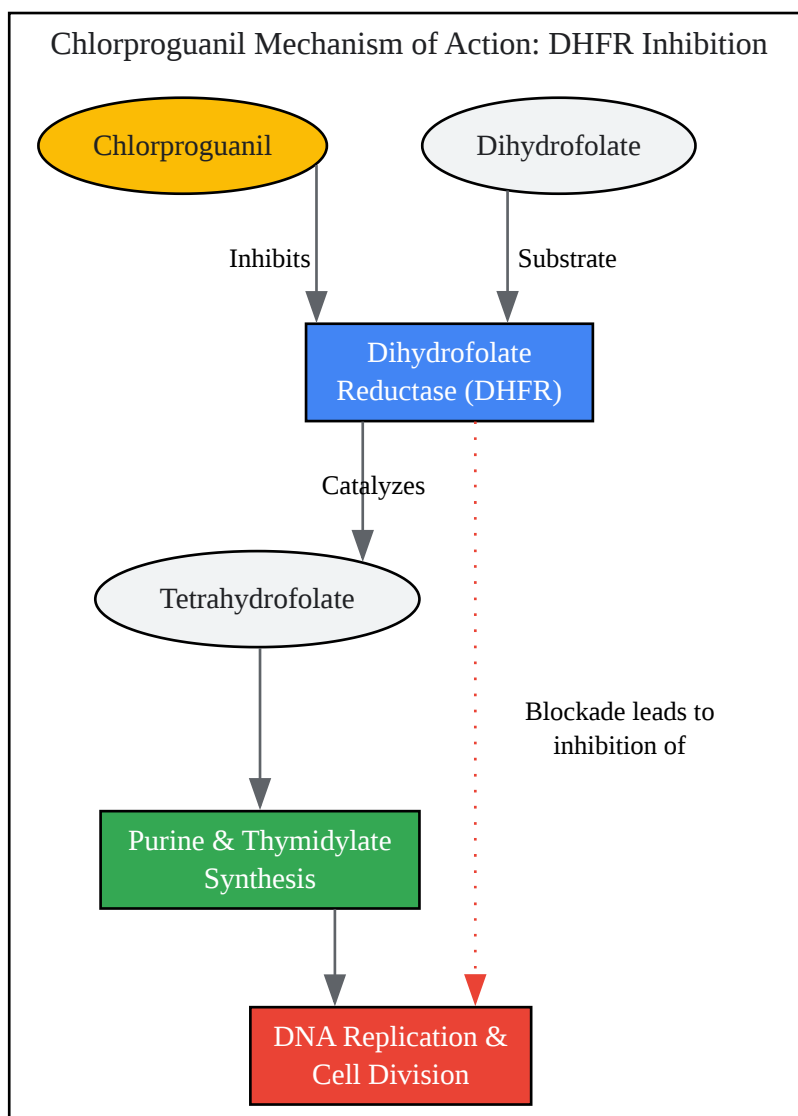 Chlorproguanil Mechanism of Action: DHFR Inhibition
Chlorproguanil
Dihydrofolate
Inhibits
Substrate
Dihydrofolate
Reductase (DHFR)
Catalyzes
Tetrahydrofolate
Blockade leads to
inhibition of
Purine & Thymidylate
Synthesis
DNA Replication &
Cell Division